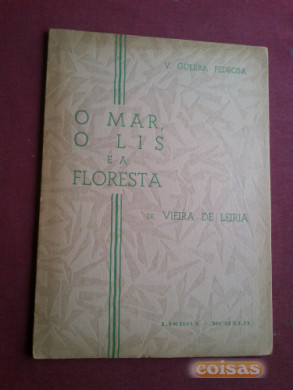 V. GUERRA PEDROSA
O MAR,
O LIS
E A
FLORESTA
DE VIEIRA DE LEIRIA
LISBOA
coisas